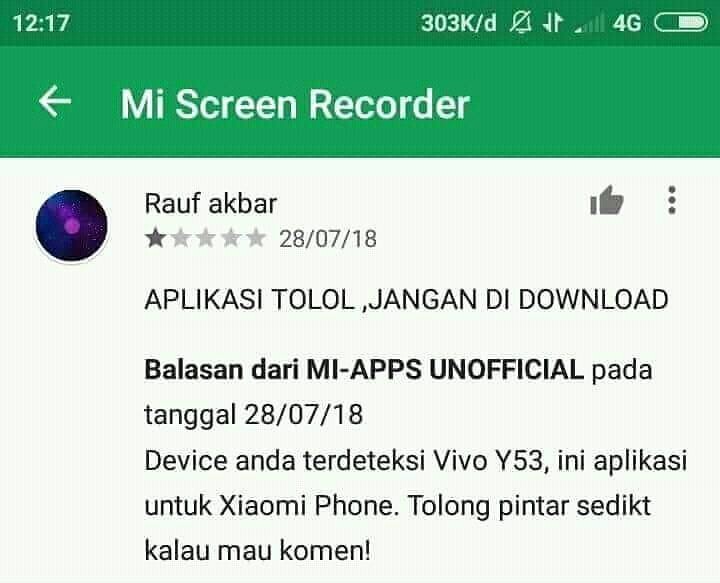 12:17 303K/d 4G
Mi Screen Recorder
Rauf akbar
28/07/18
APLIKASI TOLOL ,JANGAN DI DOWNLOAD
Balasan dari MI-APPS UNOFFICIAL pada
tanggal 28/07/18
Device anda terdeteksi Vivo Y53, ini aplikasi
untuk Xiaomi Phone. Tolong pintar sedikt
kalau mau komen!